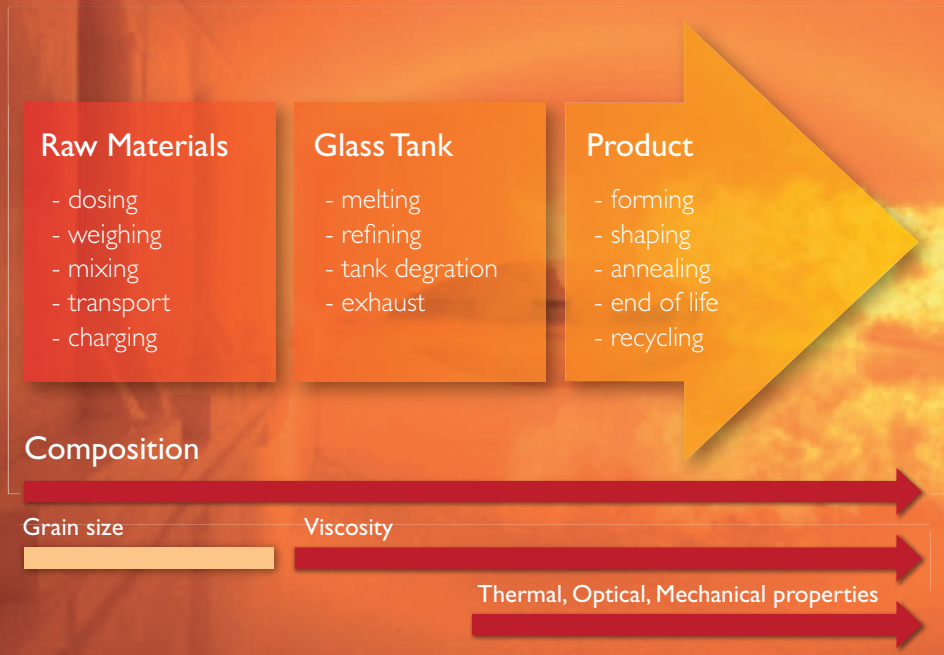 Raw Materials
- dosing
- weighing
- mixing
- transport
- charging
Glass Tank
- melting
- refining
- tank degration
- exhaust
Product
- forming
- shaping
- annealing
- end of life
- recycling
Composition
Grain size
Viscosity
Thermal, Optical, Mechanical properties